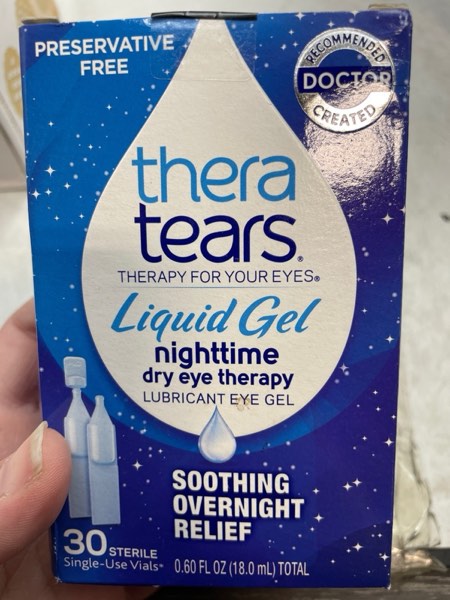 PRESERVATIVE
FREE
RECOMMENDED
DOCTOR
CREATED
thera
tears®
THERAPY FOR YOUR EYES®
Liquid Gel
nighttime
dry eye therapy
LUBRICANT EYE GEL
SOOTHING
OVERNIGHT
RELIEF
30 STERILE
Single-Use Vials*
0.60 FL OZ (18.0 mL) TOTAL